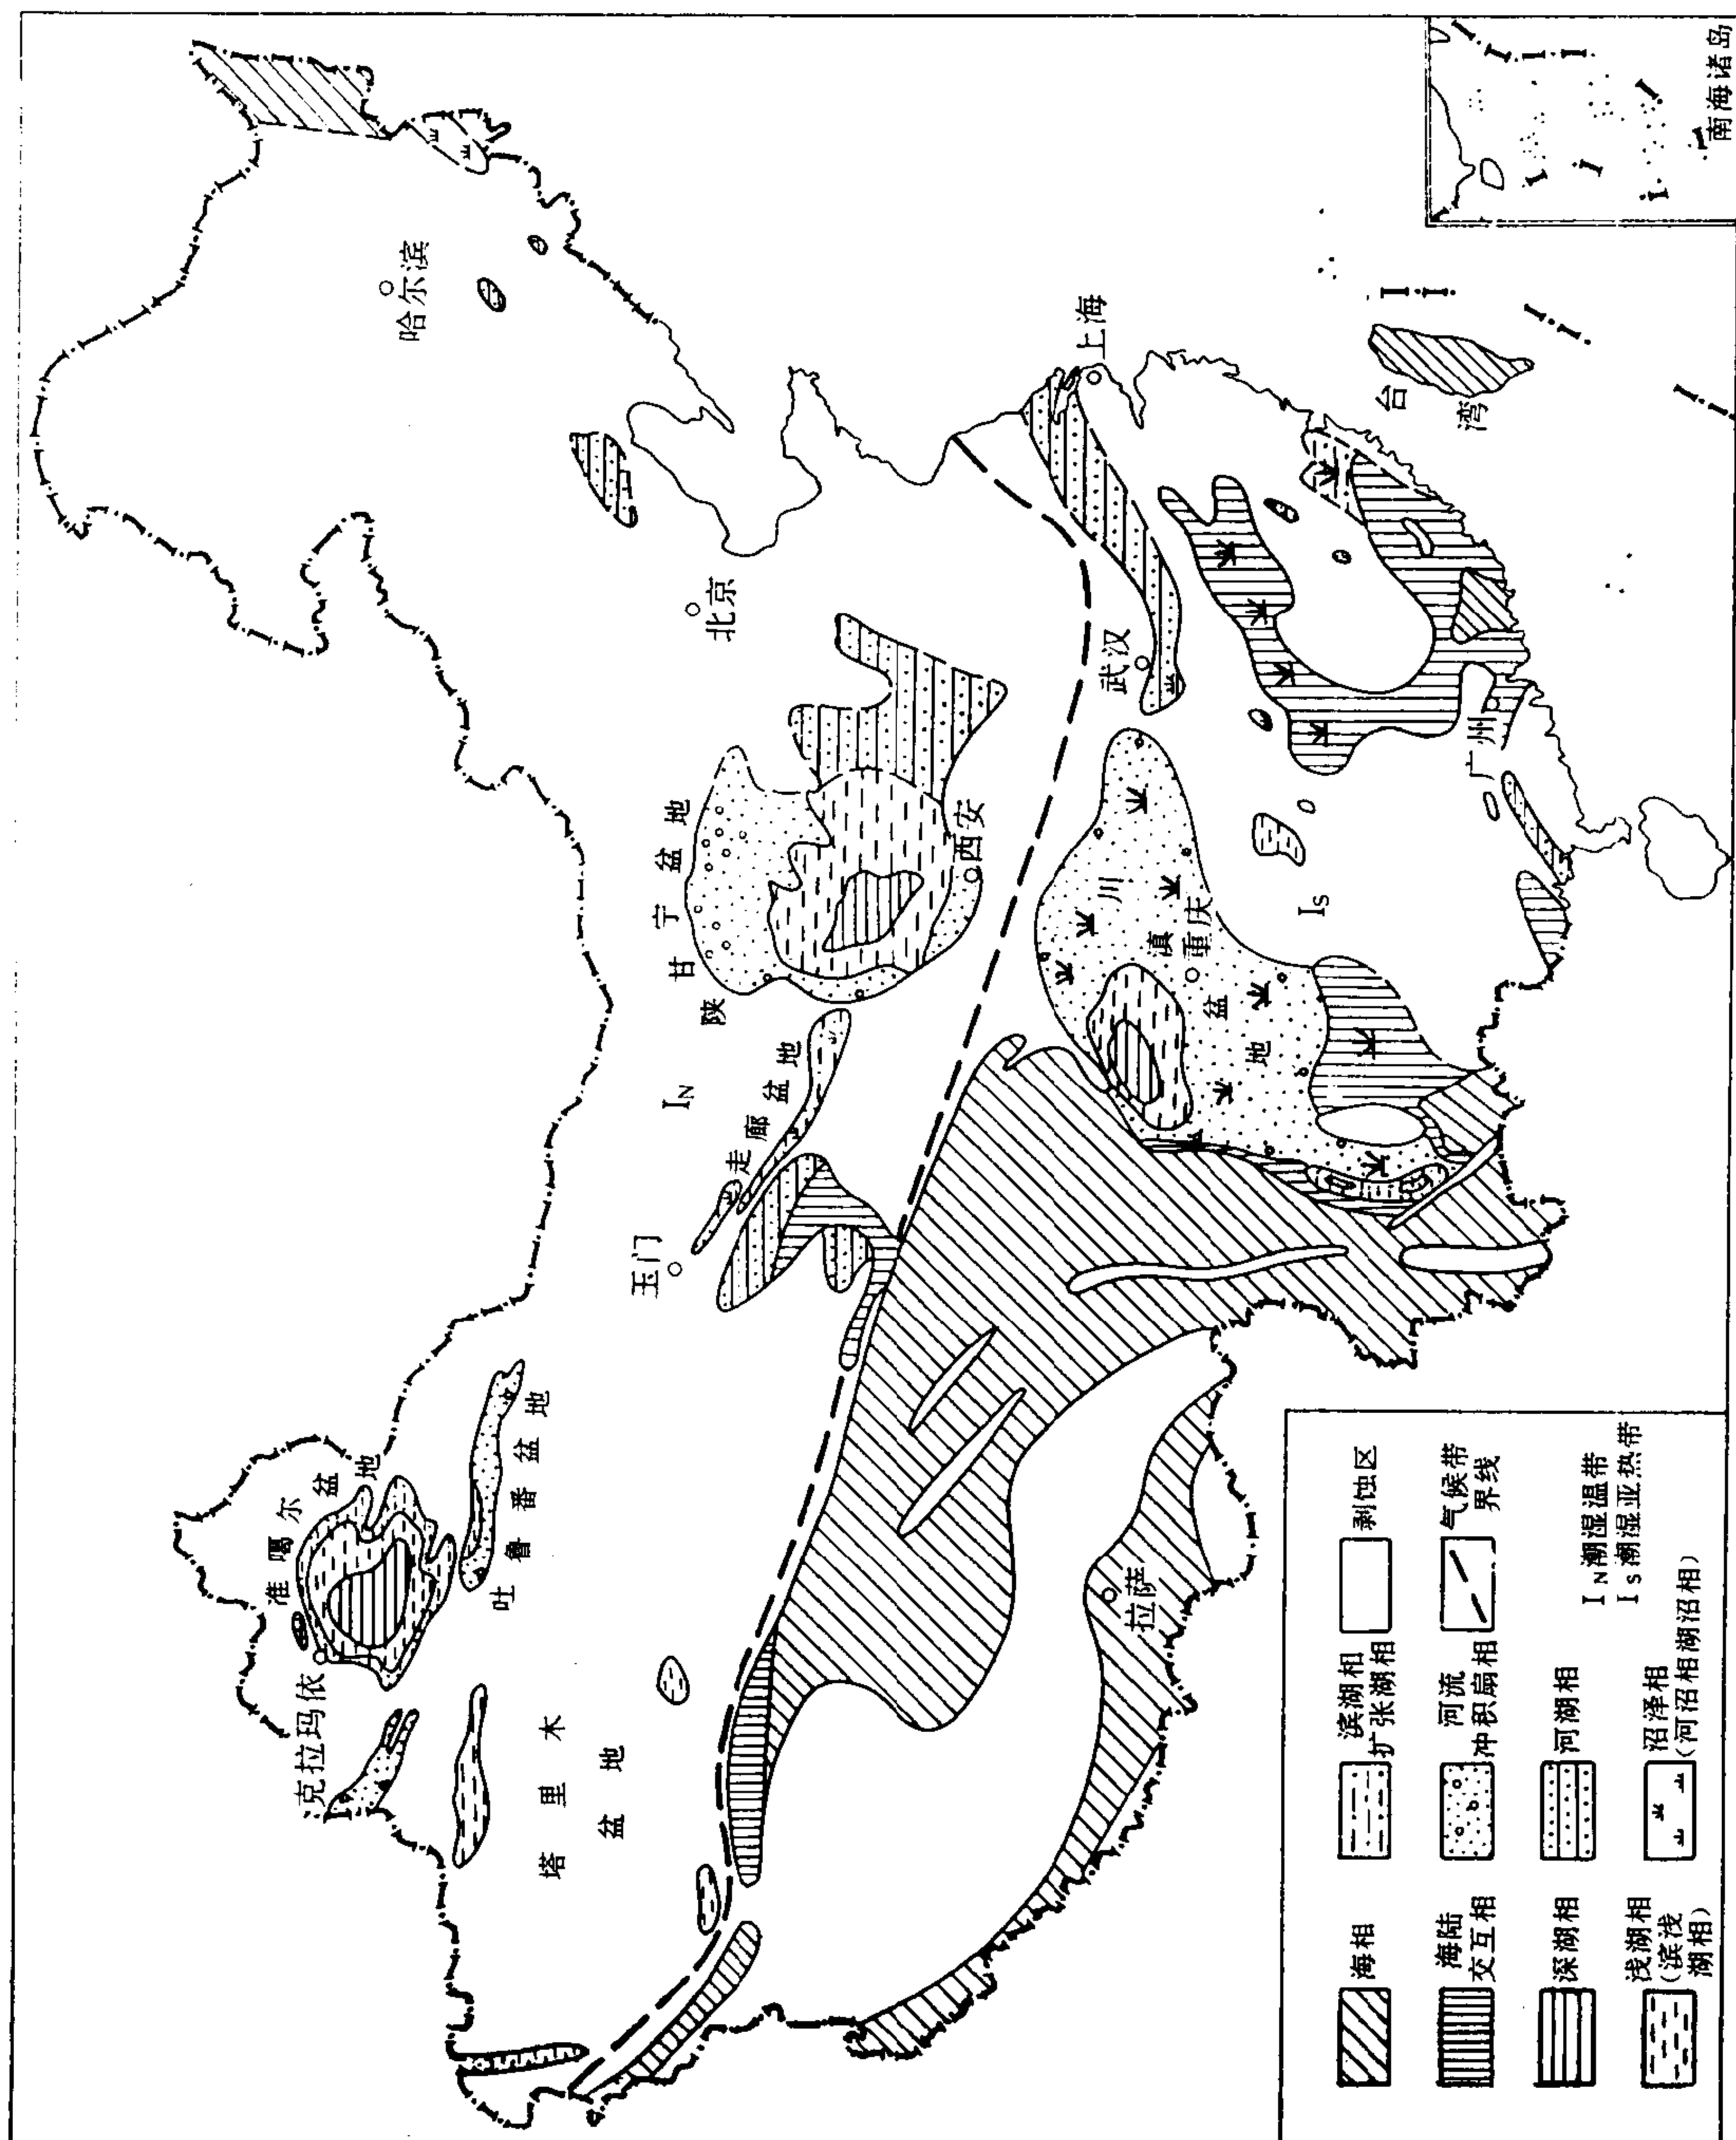 哈尔滨
北京
上海
台湾
武汉
广州
西安
重庆
陕甘宁盆地
川滇盆地
I_N
I_S
走廊盆地
玉门
准噶尔盆地
吐鲁番盆地
克拉玛依
塔里木
盆地
拉萨
南海诸岛
海相
海陆
交互相
深湖相
浅湖相
(滨浅
湖相)
滨湖相
扩张湖相
河流
冲积扇相
河湖相
沼泽相
(河沼相湖沼相)
剥蚀区
气候带
界线
I_N潮湿温带
I_S潮湿亚热带